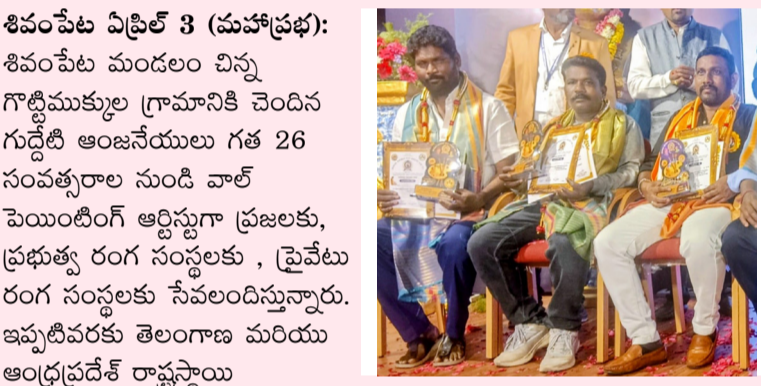 శివంపేట ఏప్రిల్ 3 (మహాప్రభ):
శివంపేట మండలం చిన్న
గొట్టిముక్కుల గ్రామానికి చెందిన
గుద్దేటి ఆంజనేయులు గత 26
సంవత్సరాల నుండి వాల్
పెయింటింగ్ ఆర్టిస్టుగా ప్రజలకు,
ప్రభుత్వ రంగ సంస్థలకు , ప్రైవేటు
రంగ సంస్థలకు సేవలందిస్తున్నారు.
ఇప్పటివరకు తెలంగాణ మరియు
ఆంధ్రప్రదేశ్ రాష్ట్రస్థాయి